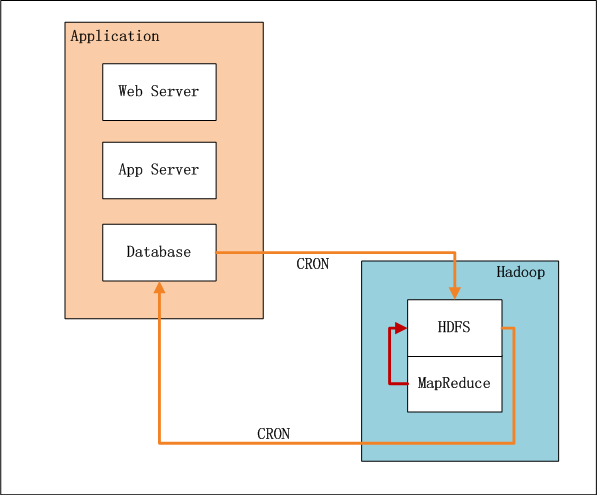 Application
Web Server
App Server
Database
CRON
Hadoop
HDFS
MapReduce
CRON